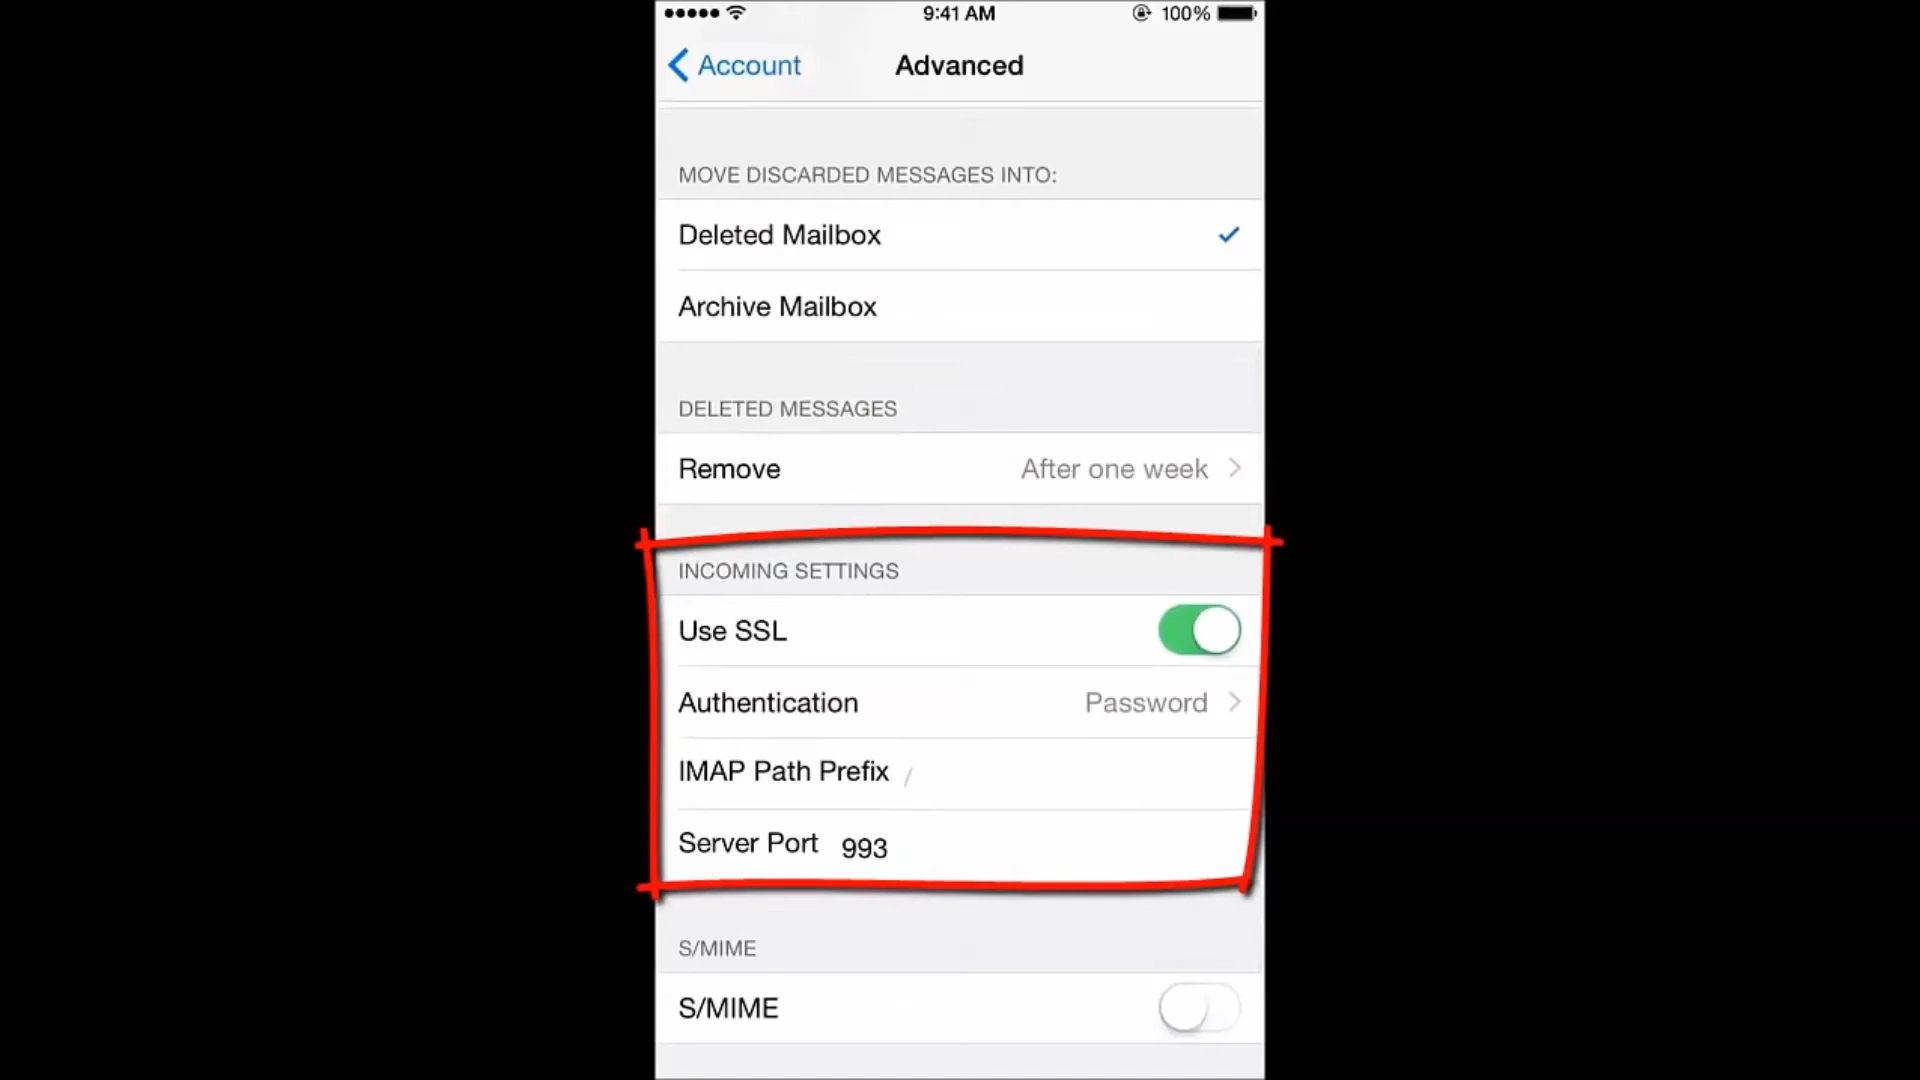 9:41 AM 100%
Account Advanced
MOVE DISCARDED MESSAGES INTO:
Deleted Mailbox
Archive Mailbox
DELETED MESSAGES
Remove After one week
INCOMING SETTINGS
Use SSL
Authentication Password
IMAP Path Prefix /
Server Port 993
S/MIME
S/MIME